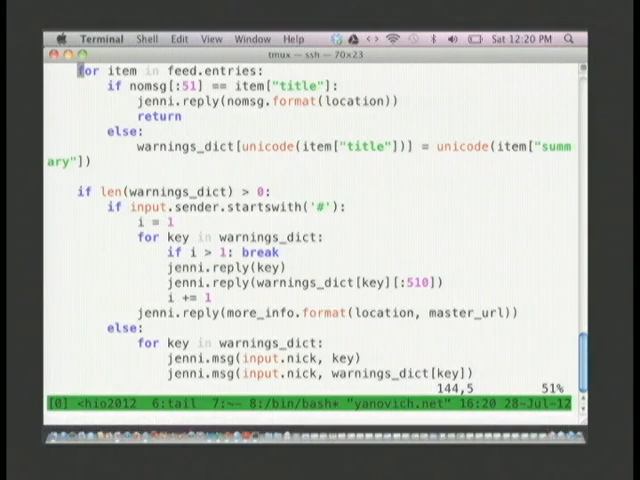 Terminal Shell Edit View Window Help Sat 12:20 PM
tmux — ssh — 70×23
for item in feed.entries:
if nomsg[:51] == item["title"]:
jenni.reply(nomsg.format(location))
return
else:
warnings_dict[unicode(item["title"])] = unicode(item["summ
ary"])
if len(warnings_dict) > 0:
if input.sender.startswith('#'):
i = 1
for key in warnings_dict:
if i > 1: break
jenni.reply(key)
jenni.reply(warnings_dict[key][:510])
i += 1
jenni.reply(more_info.format(location, master_url))
else:
for key in warnings_dict:
jenni.msg(input.nick, key)
jenni.msg(input.nick, warnings_dict[key])
144,5 51%
[0] <hio2012 6:tail 7:~- 8:/bin/bash* "yanovich.net" 16:20 28-Jul-12